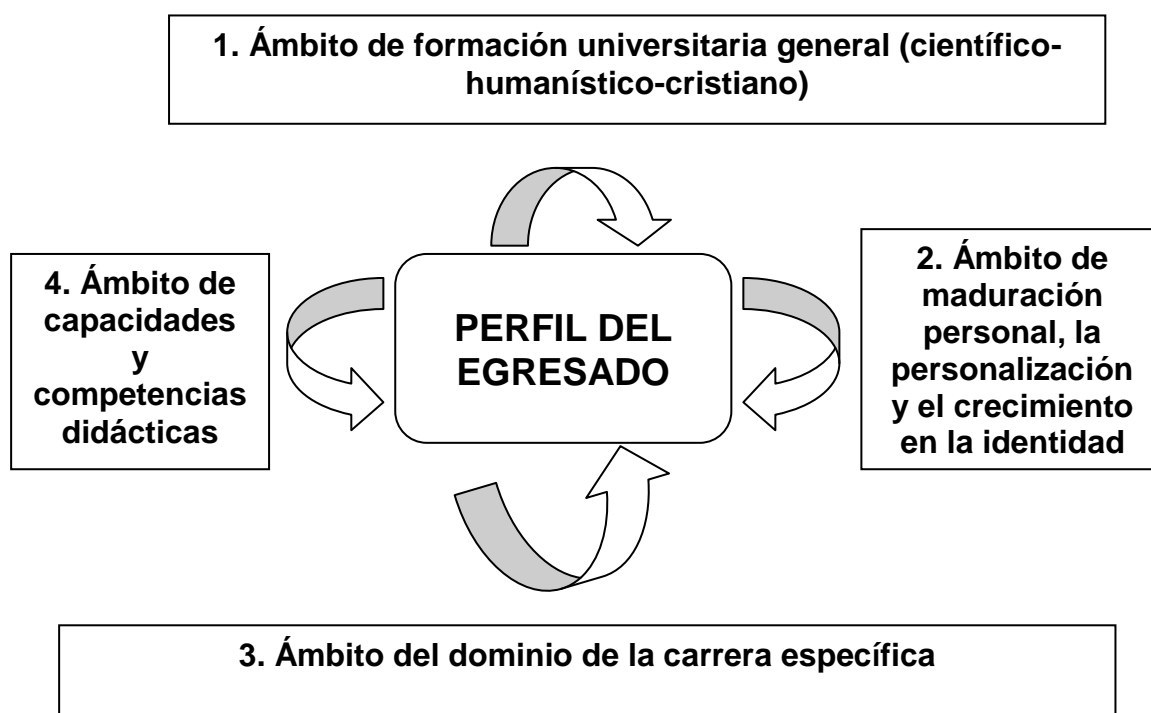 1. Ámbito de formación universitaria general (científico-
humanístico-cristiano)
4. Ámbito de
capacidades
y
competencias
didácticas
PERFIL DEL
EGRESADO
2. Ámbito de
maduración
personal, la
personalización
y el crecimiento
en la identidad
3. Ámbito del dominio de la carrera específica